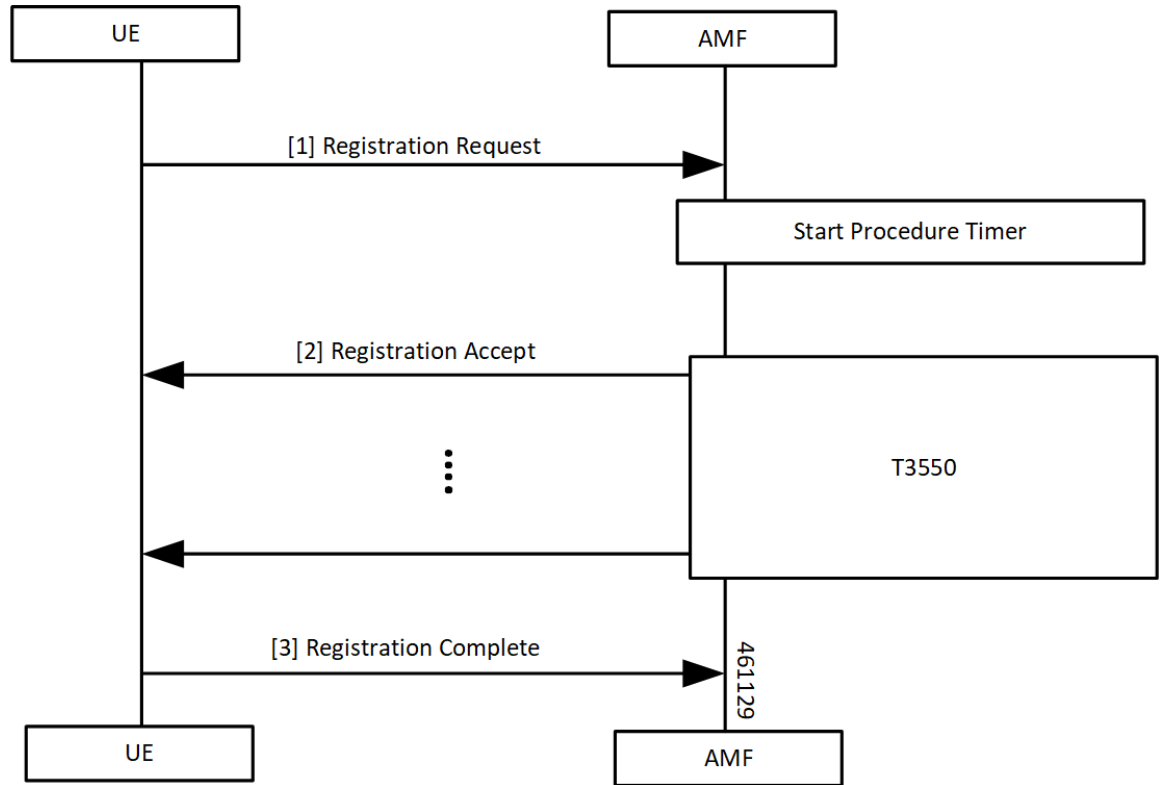 UE
AMF
[1] Registration Request
Start Procedure Timer
[2] Registration Accept
T3550
[3] Registration Complete
461129
UE
AMF